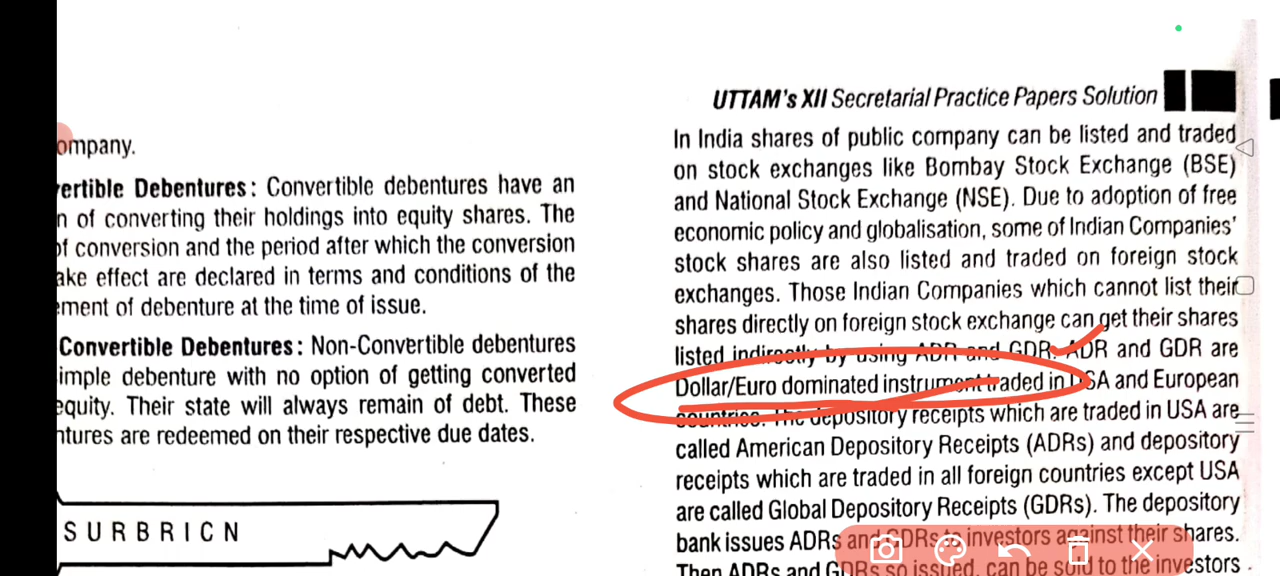 ompany.
ertible Debentures : Convertible debentures have an
n of converting their holdings into equity shares. The
of conversion and the period after which the conversion
ake effect are declared in terms and conditions of the
ment of debenture at the time of issue.
Convertible Debentures : Non-Convertible debentures
imple debenture with no option of getting converted
equity. Their state will always remain of debt. These
ntures are redeemed on their respective due dates.
SURBRICN
UTTAM's XII Secretarial Practice Papers Solution
In India shares of public company can be listed and traded
on stock exchanges like Bombay Stock Exchange (BSE)
and National Stock Exchange (NSE). Due to adoption of free
economic policy and globalisation, some of Indian Companies'
stock shares are also listed and traded on foreign stock
exchanges. Those Indian Companies which cannot list their
shares directly on foreign stock exchange can get their shares
listed indirectly by using ADR and GDR. ADR and GDR are
Dollar/Euro dominated instrument traded in USA and European
countries. The depository receipts which are traded in USA are
called American Depository Receipts (ADRs) and depository
receipts which are traded in all foreign countries except USA
are called Global Depository Receipts (GDRs). The depository
bank issues ADRs and GDRs to investors against their shares.
Then ADRs and GDRs so issued, can be sold to the investors